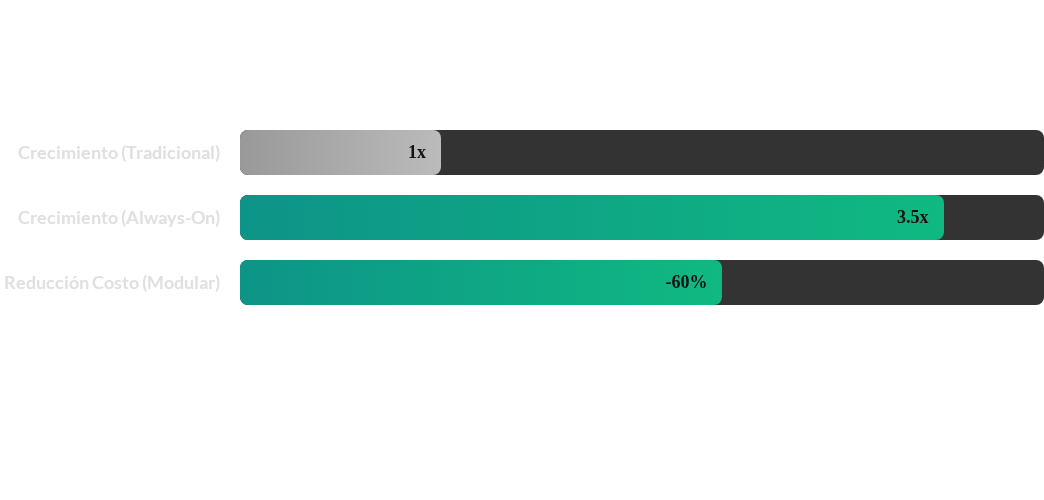 Crecimiento (Tradicional)
1x
Crecimiento (Always-On)
3.5x
Reducción Costo (Modular)
-60%